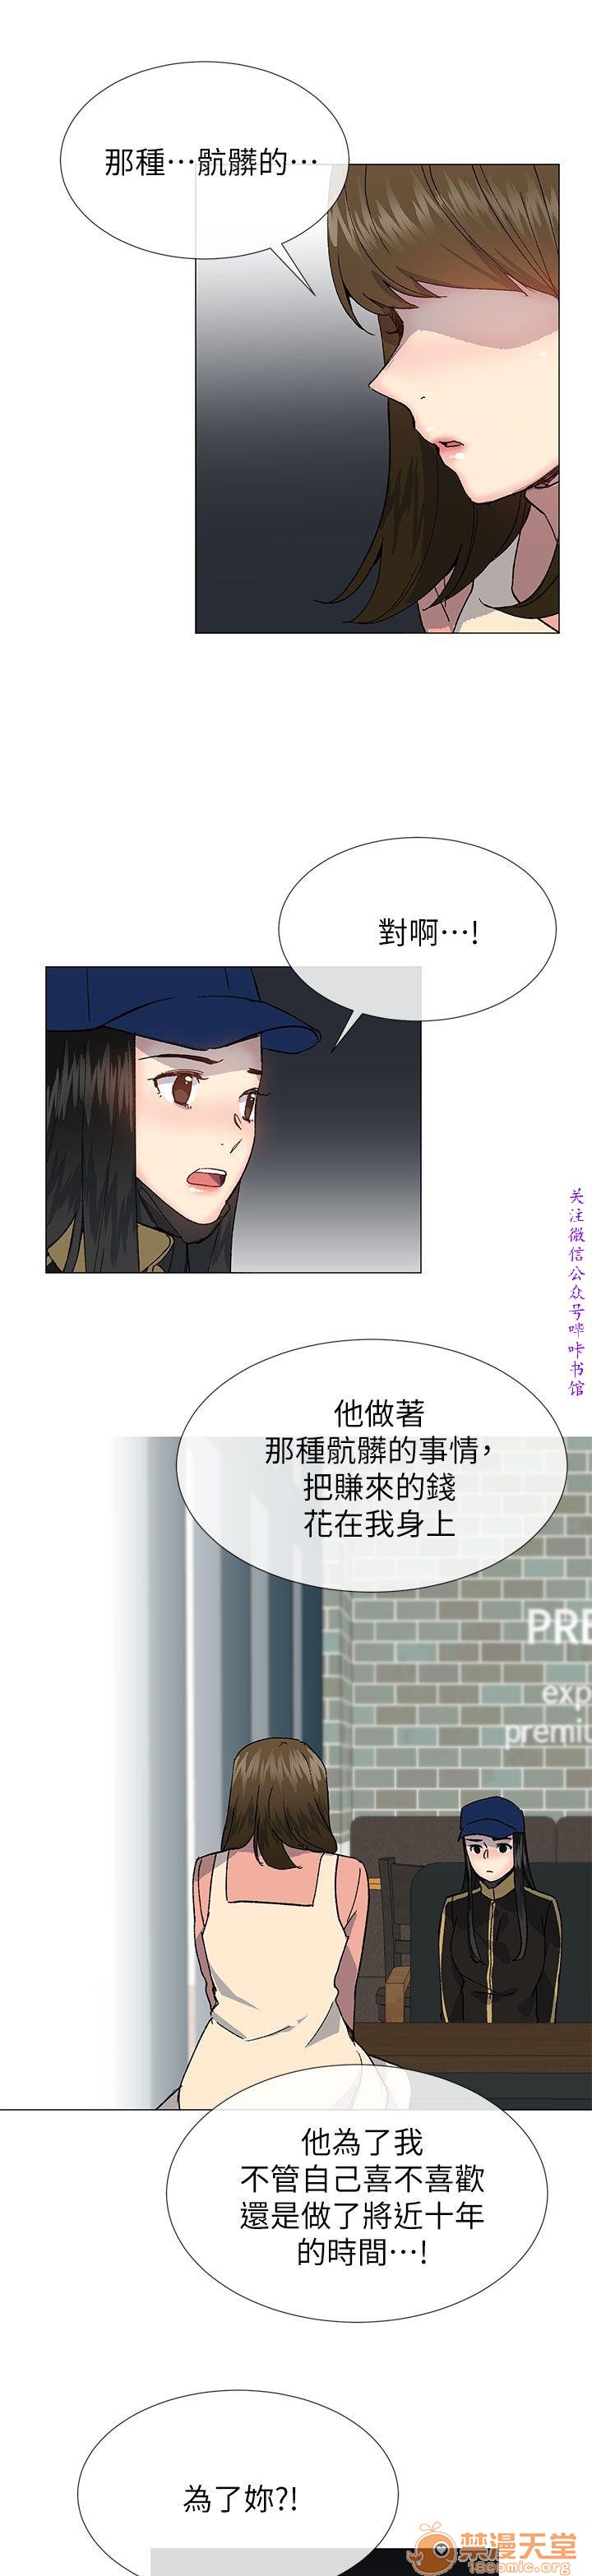 那種⋯骯髒的⋯
對啊⋯!
关注微信公众号哔咔书馆
他做著
那種骯髒的事情，
把賺來的錢
花在我身上
PRE
exp
premiu
他為了我
不管自己喜不喜歡
還是做了將近十年
的時間⋯!
為了妳?!
禁漫天堂
18comic.org